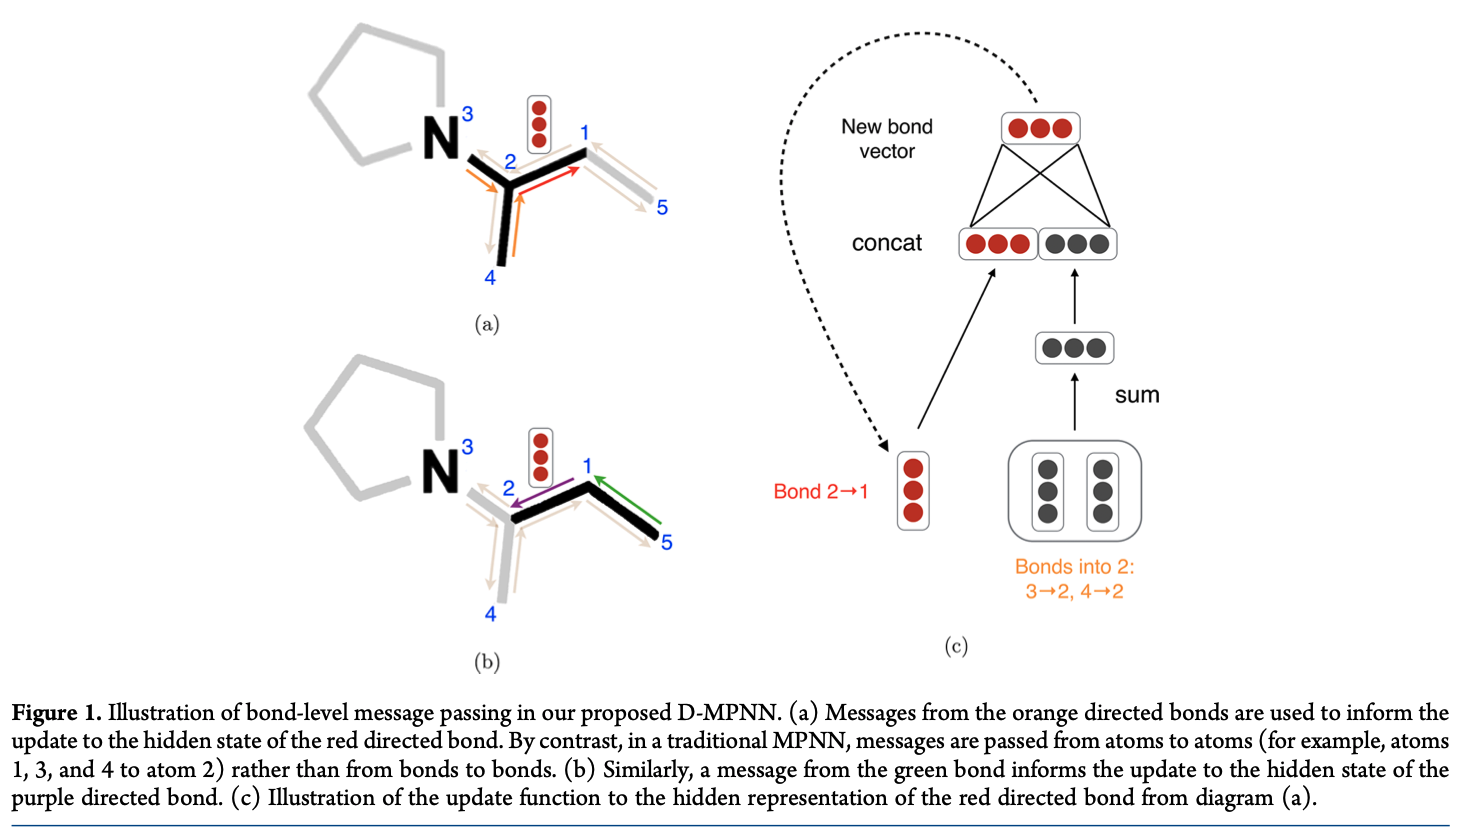 N
3
2
1
5
4
(a)
N
3
2
1
5
4
(b)
New bond
vector
concat
sum
Bond 2→1
Bonds into 2:
3→2, 4→2
(c)
Figure 1. Illustration of bond-level message passing in our proposed D-MPNN. (a) Messages from the orange directed bonds are used to inform the
update to the hidden state of the red directed bond. By contrast, in a traditional MPNN, messages are passed from atoms to atoms (for example, atoms
1, 3, and 4 to atom 2) rather than from bonds to bonds. (b) Similarly, a message from the green bond informs the update to the hidden state of the
purple directed bond. (c) Illustration of the update function to the hidden representation of the red directed bond from diagram (a).